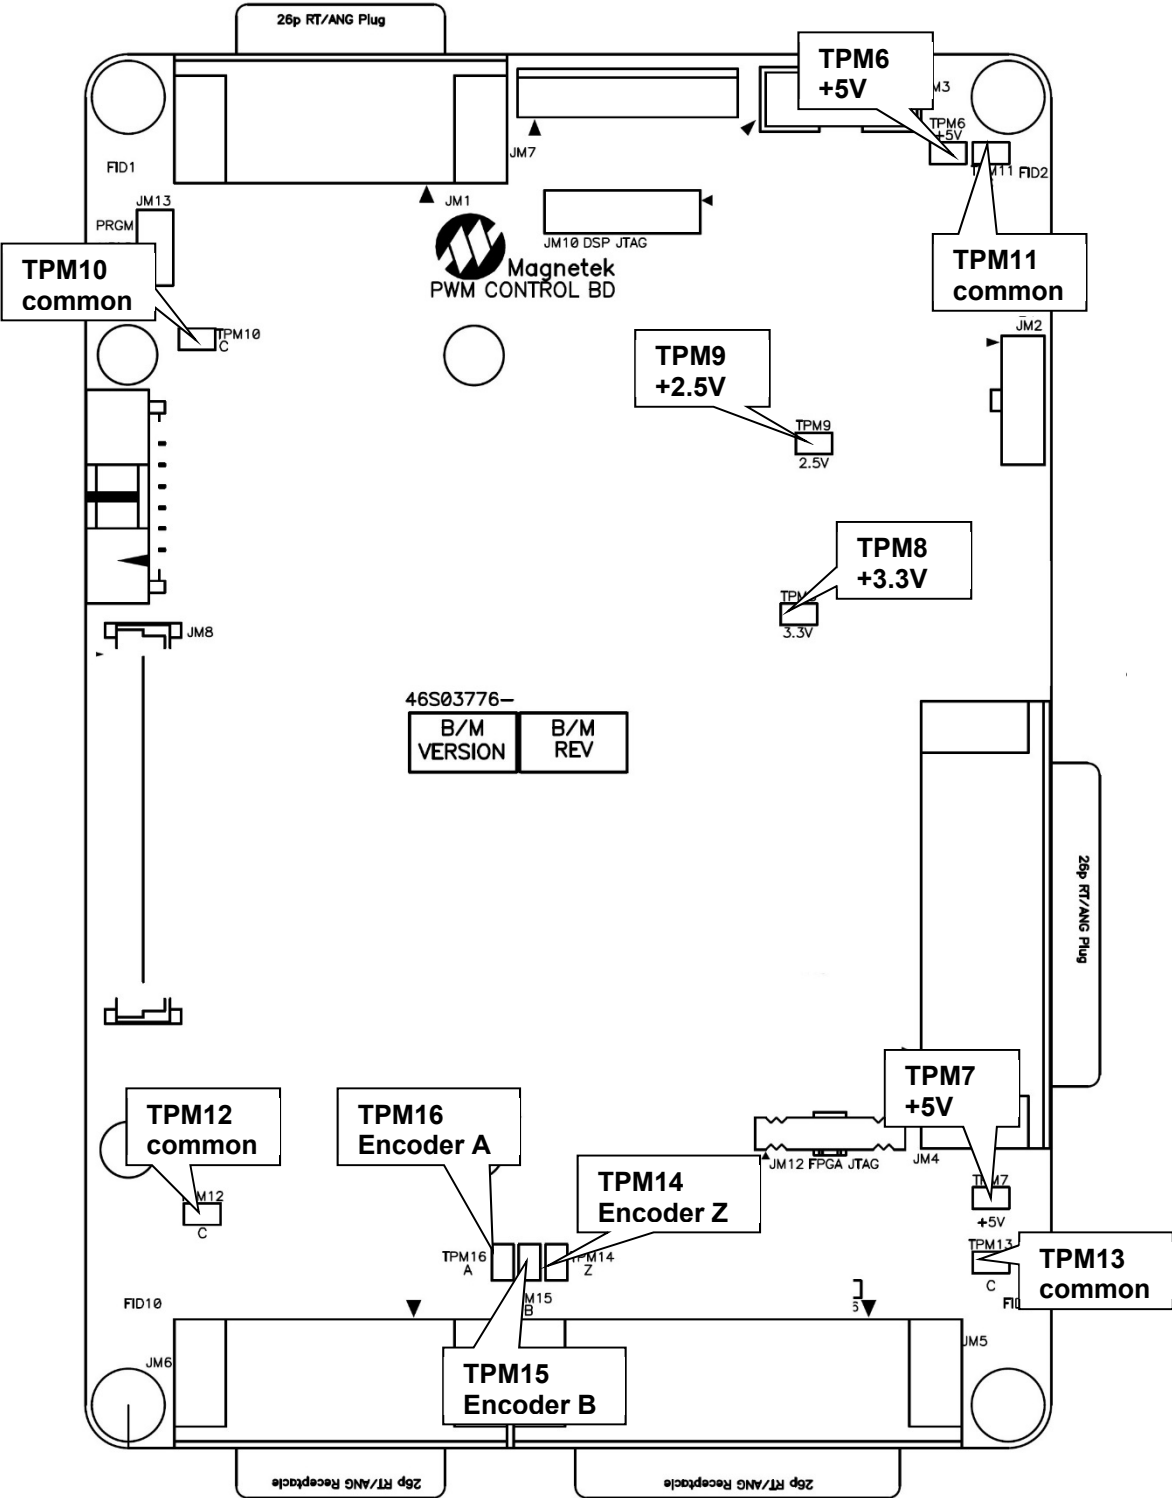 26p RT/ANG Plug
TPM6
+5V
M3
TPM6
+5V
FID1
JM7
TPM11
FID2
JM13
JM1
PRGM
JM10 DSP JTAG
TPM10
common
Magnetek
PWM CONTROL BD
TPM11
common
TPM10
C
JM2
TPM9
+2.5V
TPM9
2.5V
TPM8
+3.3V
3.3V
JM8
46S03776-
B/M
VERSION
B/M
REV
26p RT/ANG Plug
TPM7
+5V
TPM12
common
TPM16
Encoder A
JM12 FPGA JTAG
JM4
TPM14
Encoder Z
M12
C
TPM7
+5V
TPM16
A
TPM14
Z
TPM13
C
TPM13
common
FID10
M15
B
6
FID
JM6
JM5
TPM15
Encoder B
26p RT/ANG Receptacle
26p RT/ANG Receptacle